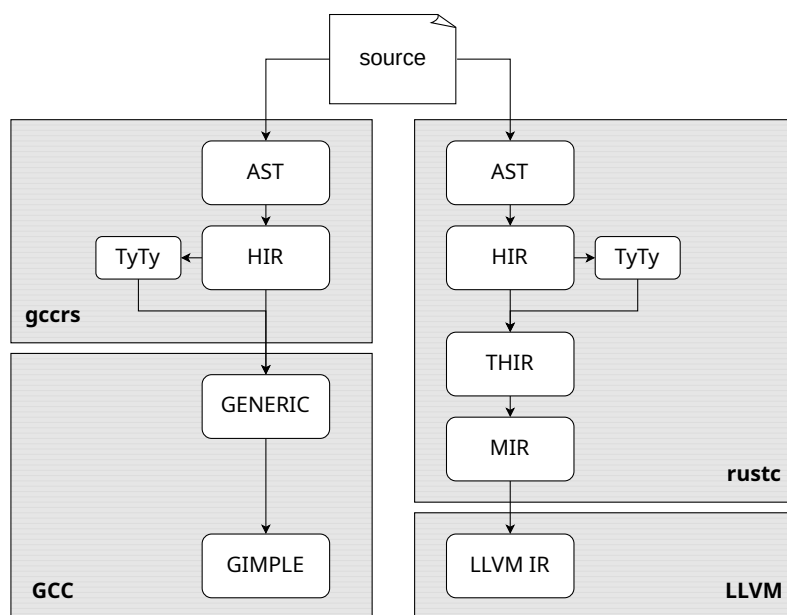 source
AST
HIR
TyTy
gccrs
GENERIC
GIMPLE
GCC
AST
HIR
TyTy
THIR
MIR
rustc
LLVM IR
LLVM